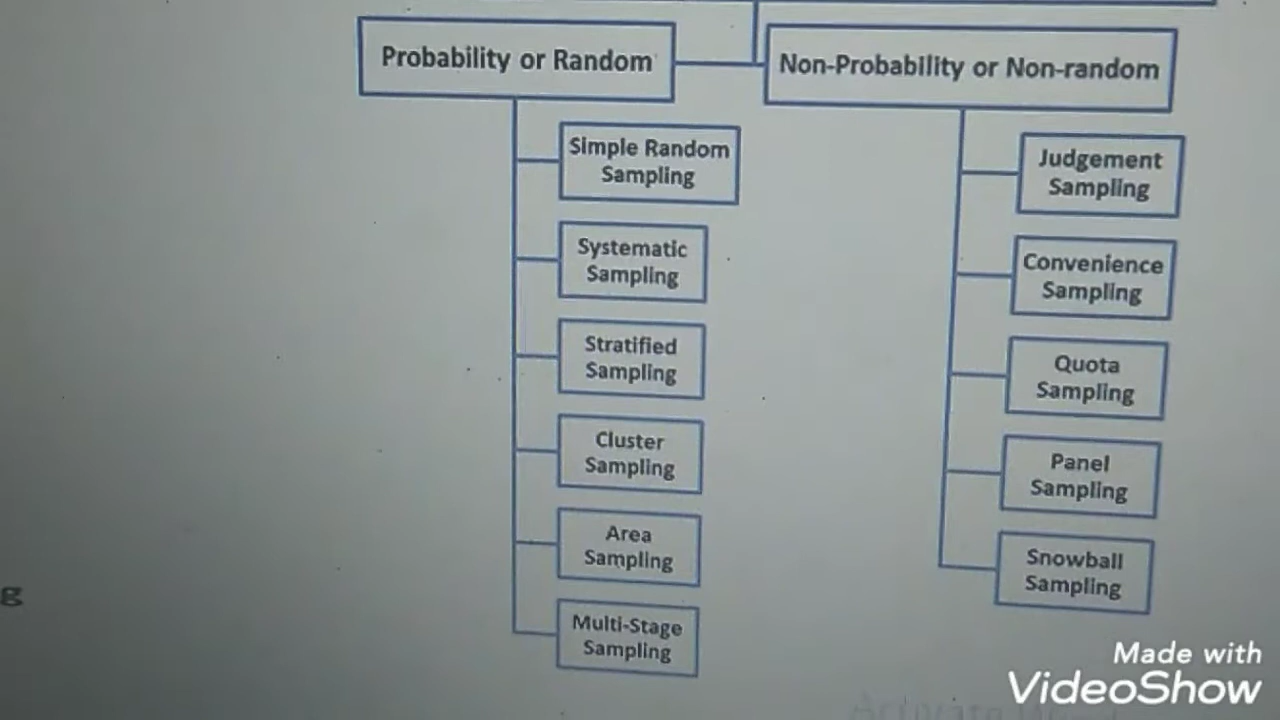 Probability or Random
Non-Probability or Non-random
Simple Random
Sampling
Systematic
Sampling
Stratified
Sampling
Cluster
Sampling
Area
Sampling
Multi-Stage
Sampling
Judgement
Sampling
Convenience
Sampling
Quota
Sampling
Panel
Sampling
Snowball
Sampling
g
Made with
VideoShow